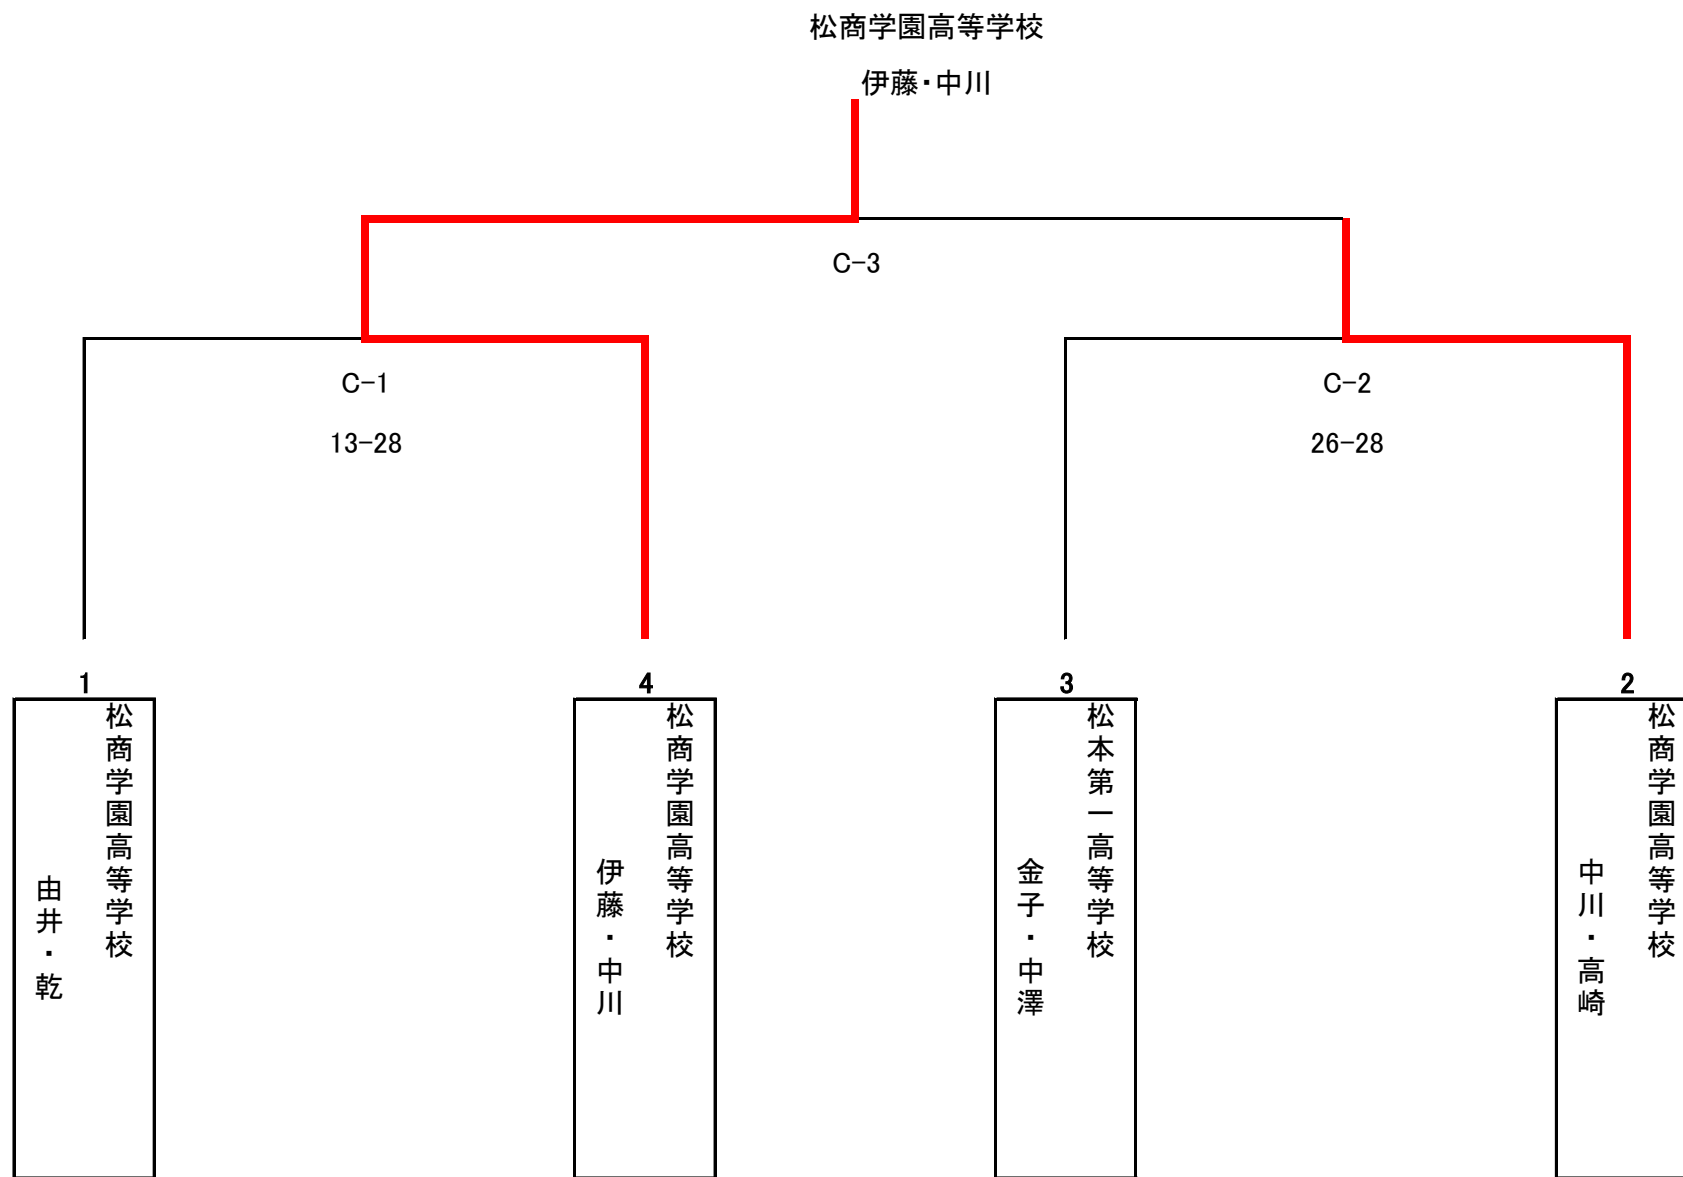 松商学園高等学校
伊藤・中川
C-3
C-1
13-28
C-2
26-28
1
4
3
2
松商学園高等学校
由井・乾
松商学園高等学校
伊藤・中川
松本第一高等学校
金子・中澤
松商学園高等学校
中川・高崎